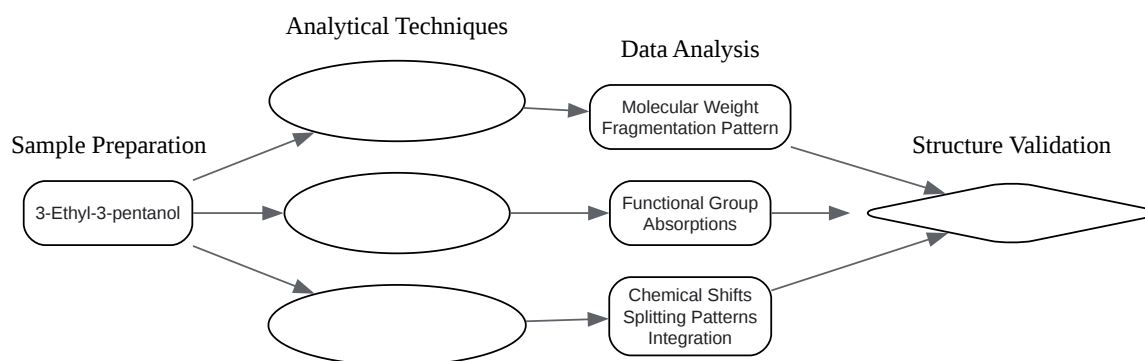 Analytical Techniques
Data Analysis
Molecular Weight
Fragmentation Pattern
Sample Preparation
Structure Validation
3-Ethyl-3-pentanol
Functional Group
Absorptions
Chemical Shifts
Splitting Patterns
Integration